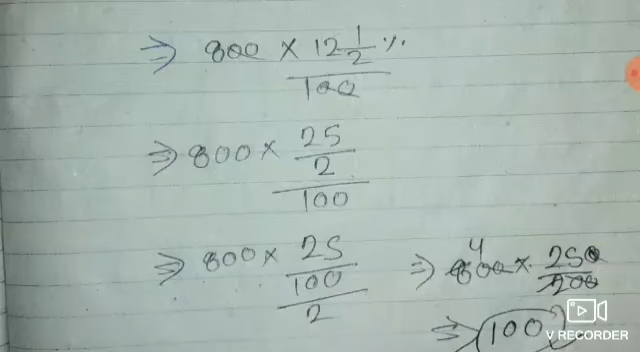 ⇒ 800 × 12 1/2 % / 100
⇒ 800 × 25/2 / 100
⇒ 800 × 25 / 100/2 ⇒ 4 800 × 250/200
⇒ 100
V RECORDER